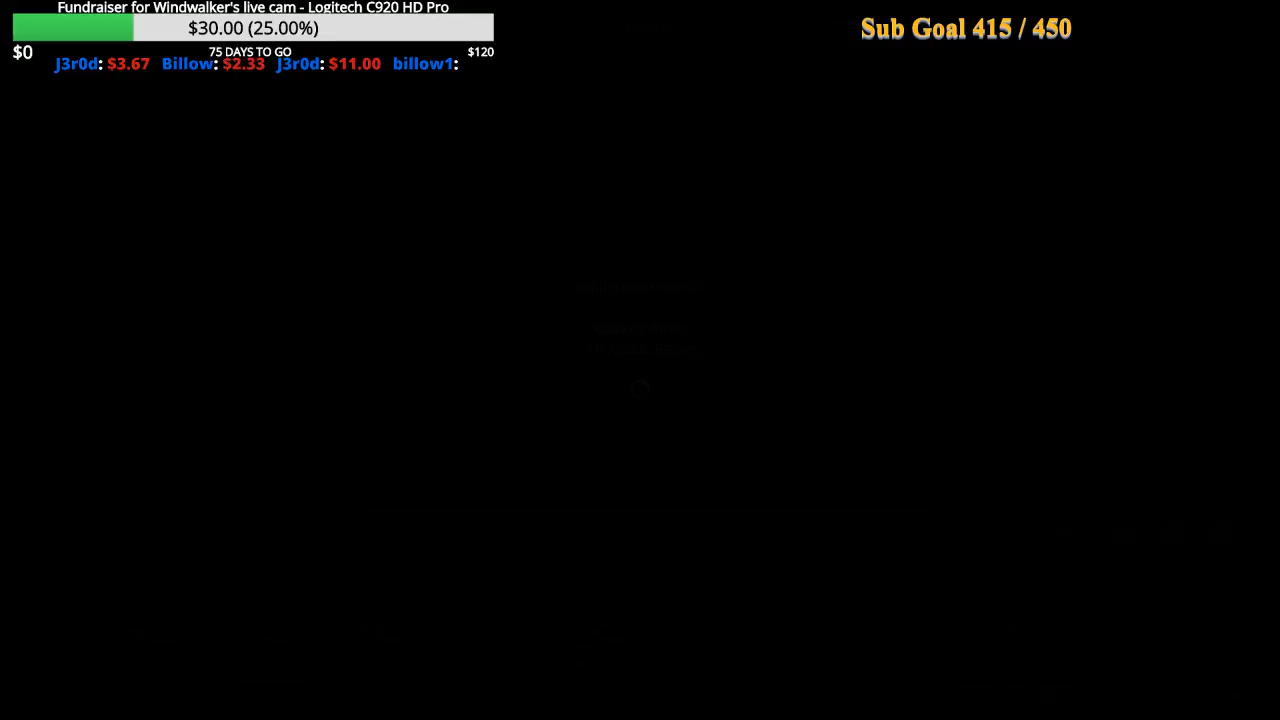 Fundraiser for Windwalker's live cam - Logitech C920 HD Pro
$30.00 (25.00%)
$0 75 DAYS TO GO $120
J3r0d: $3.67 Billow: $2.33 J3r0d: $11.00 billow1:
Sub Goal 415 / 450